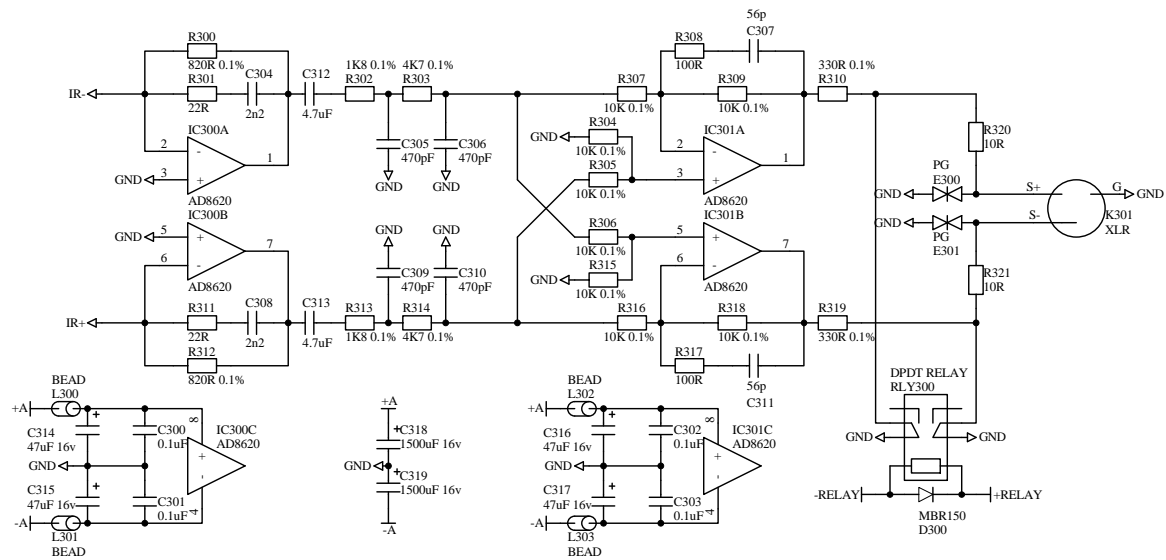 56p
C307
R300
820R 0.1%
R301
22R
C304
2n2
C312
4.7uF
1K8 0.1%
R302
4K7 0.1%
R303
R307
10K 0.1%
R308
100R
R309
10K 0.1%
330R 0.1%
R310
IR-
IC300A
2
-
3
+
1
GND
AD8620
C305
470pF
GND
C306
470pF
GND
GND
R304
10K 0.1%
R305
10K 0.1%
IC301A
2
-
3
+
1
AD8620
R320
10R
PG
E300
GND
S+
G
GND
K301
XLR
GND
S-
PG
E301
IC300B
GND
5
+
6
-
7
AD8620
GND
C309
470pF
GND
C310
470pF
R306
10K 0.1%
GND
R315
10K 0.1%
IC301B
5
+
6
-
7
AD8620
R321
10R
IR+
R311
22R
C308
2n2
C313
4.7uF
R313
1K8 0.1%
R314
4K7 0.1%
R316
10K 0.1%
R318
10K 0.1%
R319
330R 0.1%
R312
820R 0.1%
R317
100R
56p
C311
BEAD
L300
+A
+
C314
47uF 16v
C300
0.1uF
8
+
-
4
IC300C
AD8620
GND
+
C315
47uF 16v
C301
0.1uF
-A
L301
BEAD
+A
+
C318
1500uF 16v
GND
+
C319
1500uF 16v
-A
BEAD
L302
+A
+
C316
47uF 16v
C302
0.1uF
8
+
-
4
IC301C
AD8620
GND
+
C317
47uF 16v
C303
0.1uF
-A
L303
BEAD
DPDT RELAY
RLY300
GND
GND
-RELAY
+RELAY
MBR150
D300